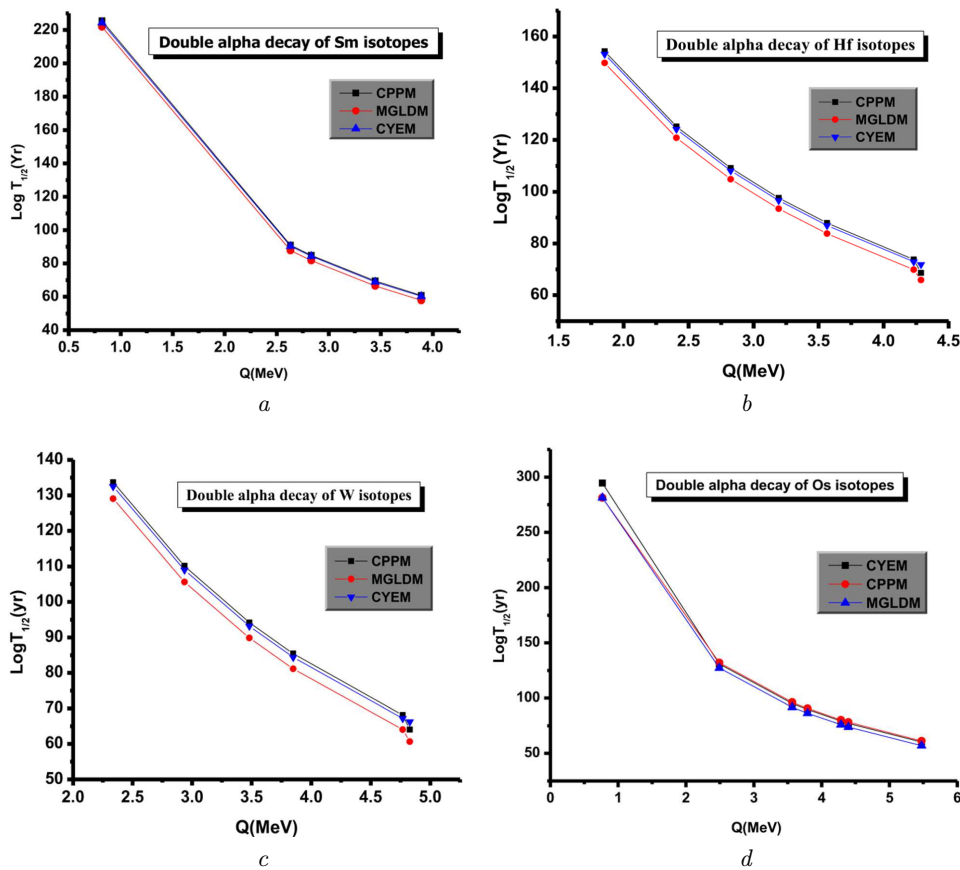 Double alpha decay of Sm isotopes
CPPM
MGLDM
CYEM
Log T1/2(Yr)
220
200
180
160
140
120
100
80
60
40
0.5 1.0 1.5 2.0 2.5 3.0 3.5 4.0
Q(MeV)
a
Double alpha decay of Hf isotopes
CPPM
MGLDM
CYEM
LogT1/2(Yr)
160
140
120
100
80
60
1.5 2.0 2.5 3.0 3.5 4.0 4.5
Q(MeV)
b
Double alpha decay of W isotopes
CPPM
MGLDM
CYEM
LogT1/2(yr)
140
130
120
110
100
90
80
70
60
50
2.0 2.5 3.0 3.5 4.0 4.5 5.0
Q(MeV)
c
Double alpha decay of Os isotopes
CYEM
CPPM
MGLDM
LogT1/2(yr)
300
250
200
150
100
50
0 1 2 3 4 5 6
Q(MeV)
d